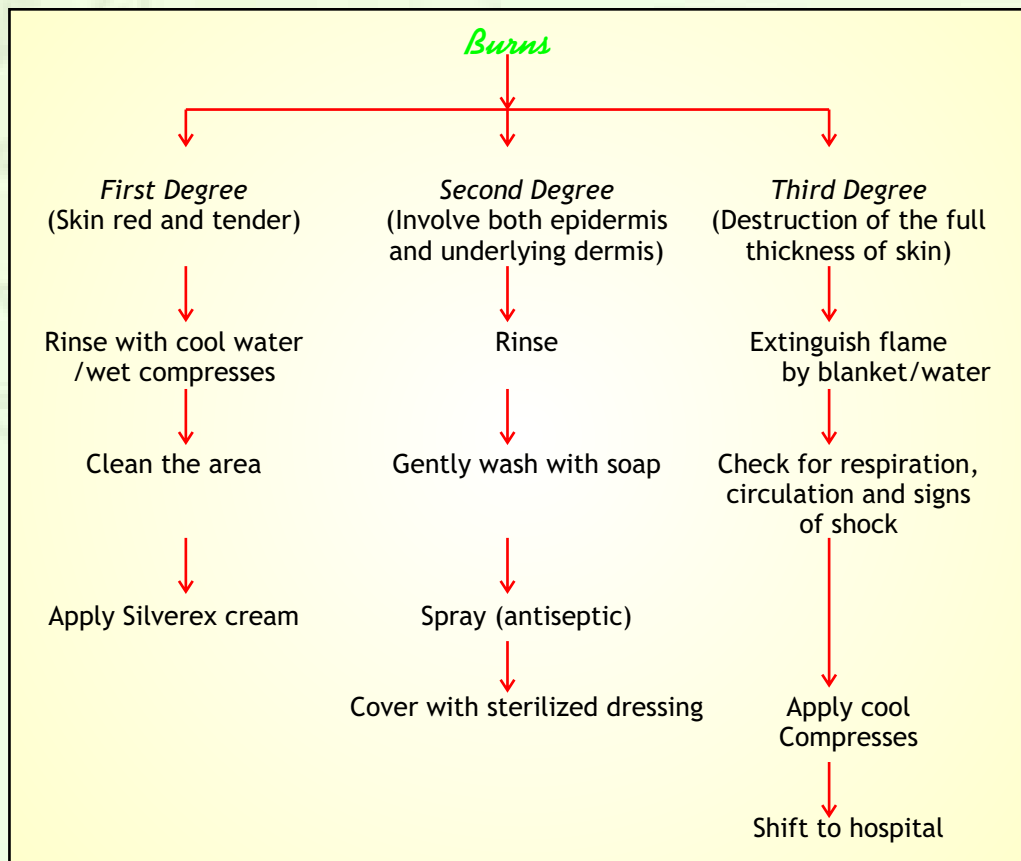 Burns
First Degree
(Skin red and tender)
Rinse with cool water
/wet compresses
Clean the area
Apply Silverex cream
Second Degree
(Involve both epidermis
and underlying dermis)
Rinse
Gently wash with soap
Spray (antiseptic)
Cover with sterilized dressing
Third Degree
(Destruction of the full
thickness of skin)
Extinguish flame
by blanket/water
Check for respiration,
circulation and signs
of shock
Apply cool
Compresses
Shift to hospital